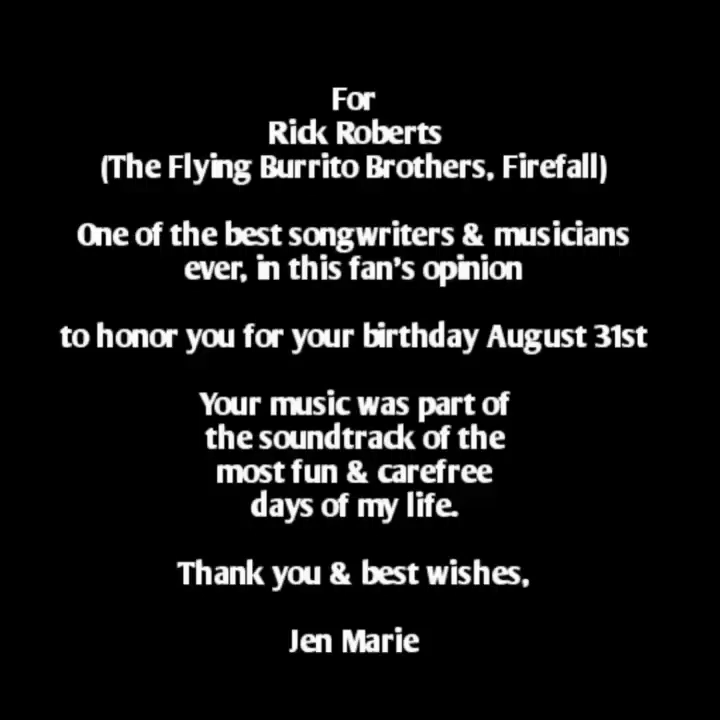 For
Rick Roberts
(The Flying Burrito Brothers, Firefall)
One of the best songwriters & musicians
ever, in this fan’s opinion
to honor you for your birthday August 31st
Your music was part of
the soundtrack of the
most fun & carefree
days of my life.
Thank you & best wishes,
Jen Marie